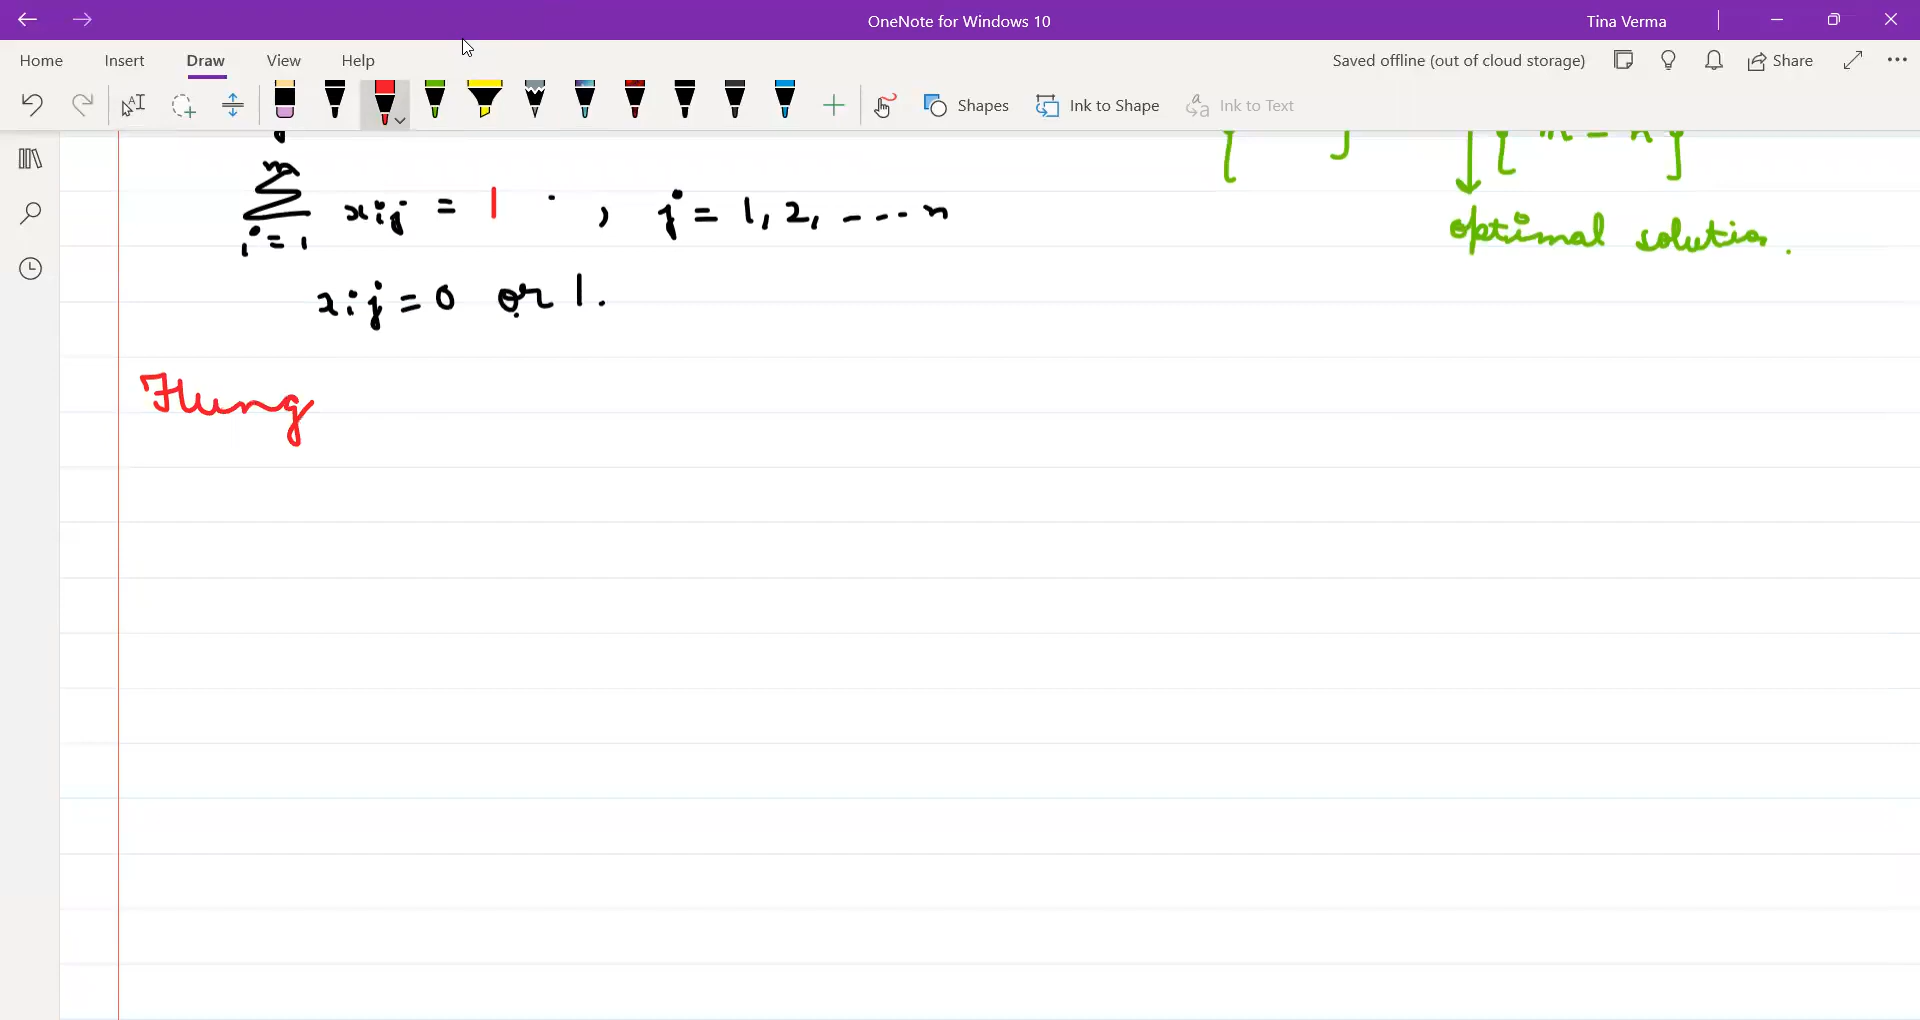 OneNote for Windows 10
Tina Verma
Home Insert Draw View Help
Saved offline (out of cloud storage)
Share
Shapes
Ink to Shape
Ink to Text
m
∑ xij = 1 , j = 1, 2, ---- n
i = 1
optimal solution.
xij = 0 or 1.
Hung